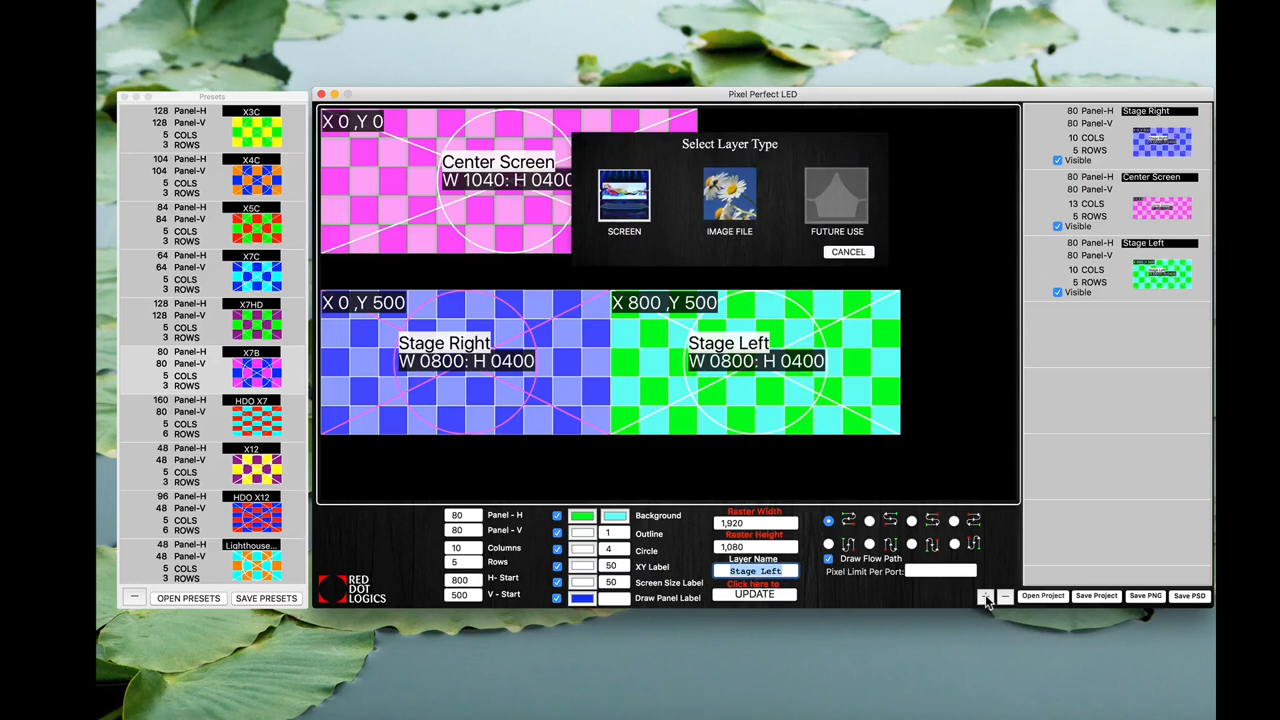 Presets
128 Panel-H X3C
128 Panel-V
5 COLS
3 ROWS
104 Panel-H X4C
104 Panel-V
5 COLS
3 ROWS
84 Panel-H X5C
84 Panel-V
5 COLS
3 ROWS
64 Panel-H X7C
64 Panel-V
5 COLS
3 ROWS
128 Panel-H X7HD
128 Panel-V
5 COLS
3 ROWS
80 Panel-H X7B
80 Panel-V
5 COLS
3 ROWS
160 Panel-H HDO X7
80 Panel-V
5 COLS
6 ROWS
48 Panel-H X12
48 Panel-V
5 COLS
3 ROWS
96 Panel-H HDO X12
48 Panel-V
5 COLS
6 ROWS
48 Panel-H Lighthouse...
48 Panel-V
5 COLS
3 ROWS
OPEN PRESETS SAVE PRESETS
Pixel Perfect LED
X 0 ,Y 0
Center Screen
W 1040: H 0400
Select Layer Type
SCREEN IMAGE FILE FUTURE USE
CANCEL
X 0 ,Y 500
Stage Right
W 0800: H 0400
X 800 ,Y 500
Stage Left
W 0800: H 0400
80 Panel-H Stage Right
80 Panel-V
10 COLS
5 ROWS
Visible
80 Panel-H Center Screen
80 Panel-V
13 COLS
5 ROWS
Visible
80 Panel-H Stage Left
80 Panel-V
10 COLS
5 ROWS
Visible
RED DOT LOGICS
80 Panel - H
80 Panel - V
10 Columns
5 Rows
800 H- Start
500 V - Start
Background
1 Outline
4 Circle
50 XY Label
50 Screen Size Label
Draw Panel Label
Raster Width
1,920
Raster Height
1,080
Layer Name
Stage Left
Click here to
UPDATE
Draw Flow Path
Pixel Limit Per Port:
Open Project Save Project Save PNG Save PSD